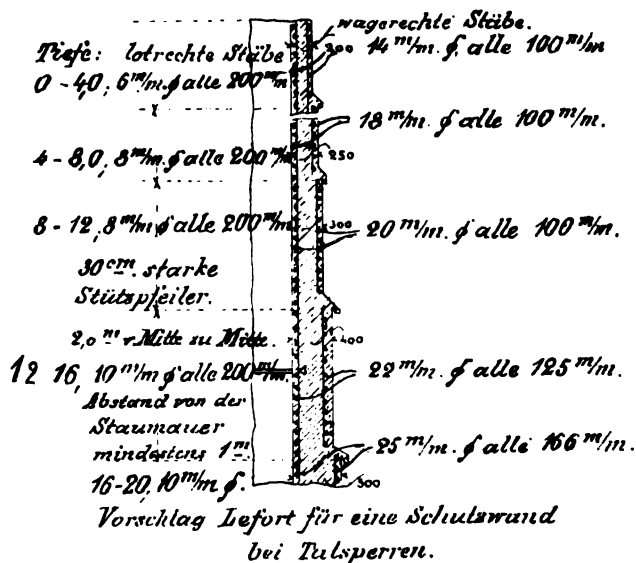 wagerechte Stäbe.
Tiefe: lotrechte Stäbe 200 14 m/m. ∮ alle 100 m/m
0 - 4,0, 6 m/m. ∮ alle 200 m/m
18 m/m. ∮ alle 100 m/m.
4 - 8,0, 8 m/m ∮ alle 200 m/m 250
8 - 12, 8 m/m ∮ alle 200 m/m 300 20 m/m. ∮ alle 100 m/m.
30 cm. starke
Stützpfeiler.
2,0 m v. Mitte zu Mitte. 400
12 16, 10 m/m ∮ alle 200 m/m. 22 m/m. ∮ alle 125 m/m.
Abstand von der
Staumauer
mindestens 1 m. 25 m/m. ∮ alle 166 m/m.
16-20, 10 m/m ∮. 500
Vorschlag Lefort für eine Schutzwand
bei Talsperren.